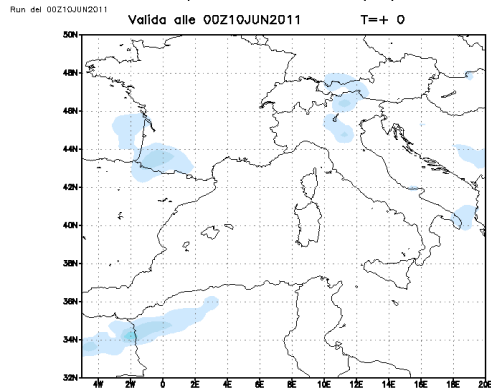 Run del 00Z10JUN2011
Valida alle 00Z10JUN2011 T=+ 0
50N
48N
46N
44N
42N
40N
38N
36N
34N
32N
4W 2W 0 2E 4E 6E 8E 10E 12E 14E 16E 18E 20E